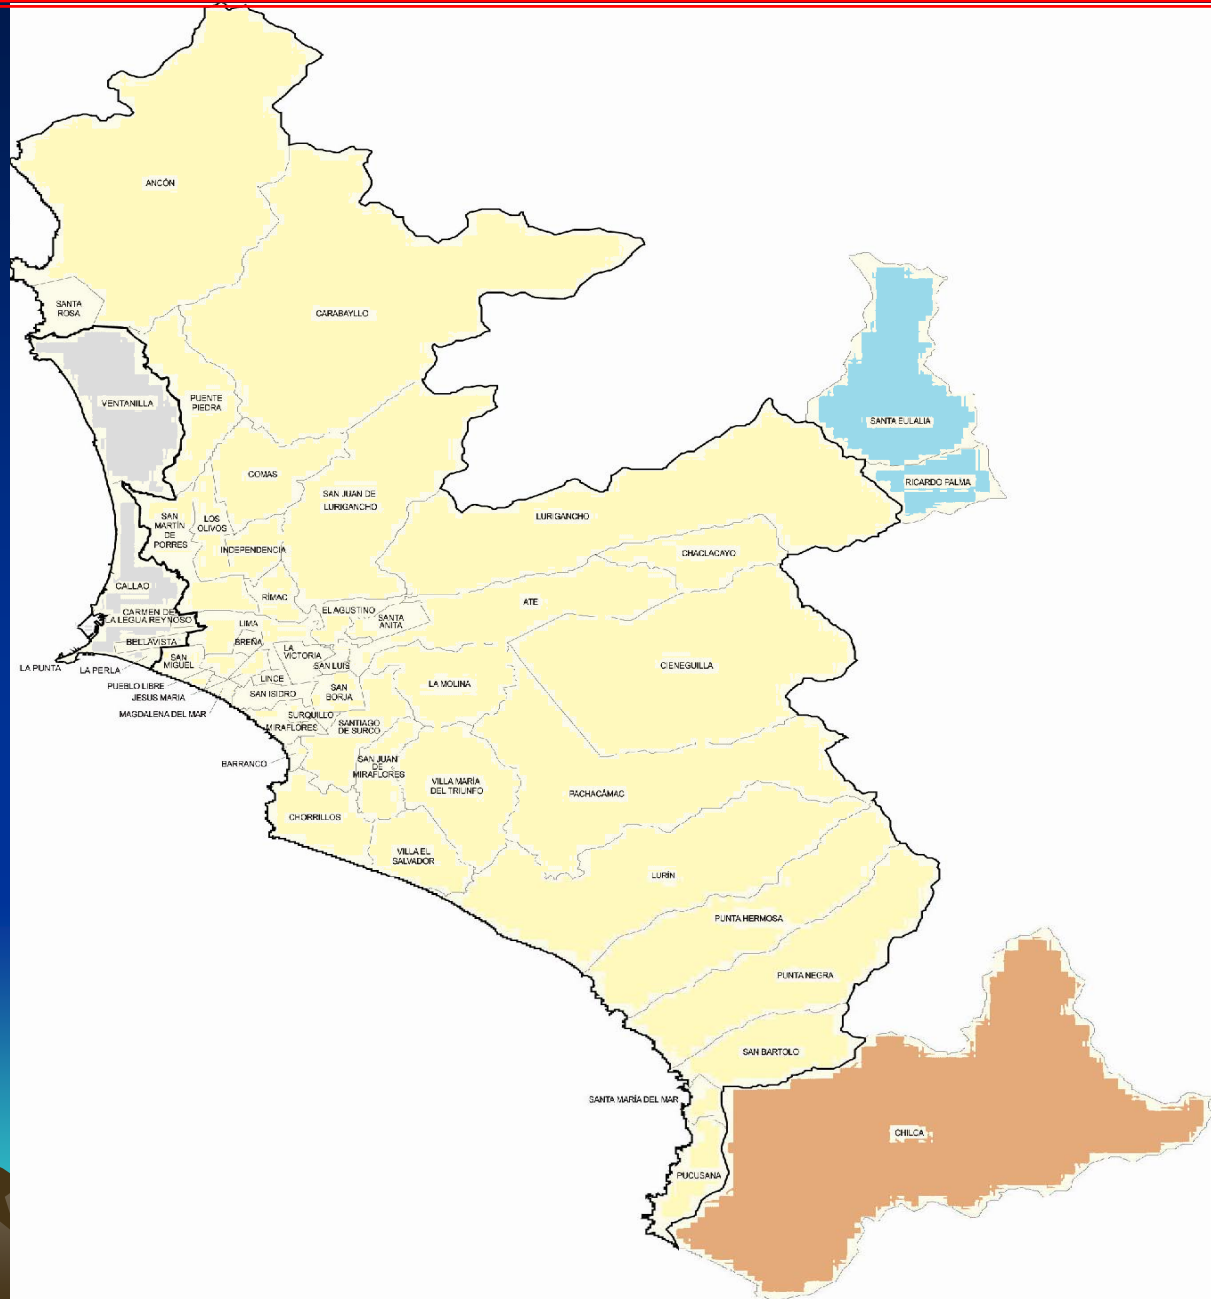 ANCÓN
SANTA
ROSA
CARABAYLLO
VENTANILLA
PUENTE
PIEDRA
SANTA EULALIA
COMAS
RICARDO PALMA
SAN JUAN DE
LURIGANCHO
SAN
MARTÍN
DE
PORRES
LOS
OLIVOS
LURIGANCHO
INDEPENDENCIA
CHACLACAYO
CALLAO
RÍMAC
ATE
CARMEN DE
LA LEGUA REYNOSO
EL AGUSTINO
SANTA
ANITA
LIMA
BELLAVISTA
BREÑA
LA
VICTORIA
SAN
MIGUEL
SAN LUIS
LA PUNTA
LA PERLA
CIENEGUILLA
LINCE
PUEBLO LIBRE
JESUS MARIA
SAN ISIDRO
SAN
BORJA
LA MOLINA
MAGDALENA DEL MAR
SURQUILLO
MIRAFLORES
SANTIAGO
DE SURCO
BARRANCO
SAN JUAN
DE
MIRAFLORES
VILLA MARÍA
DEL TRIUNFO
PACHACÁMAC
CHORRILLOS
VILLA EL
SALVADOR
LURÍN
PUNTA HERMOSA
PUNTA NEGRA
SAN BARTOLO
SANTA MARÍA DEL MAR
CHILCA
PUCUSANA